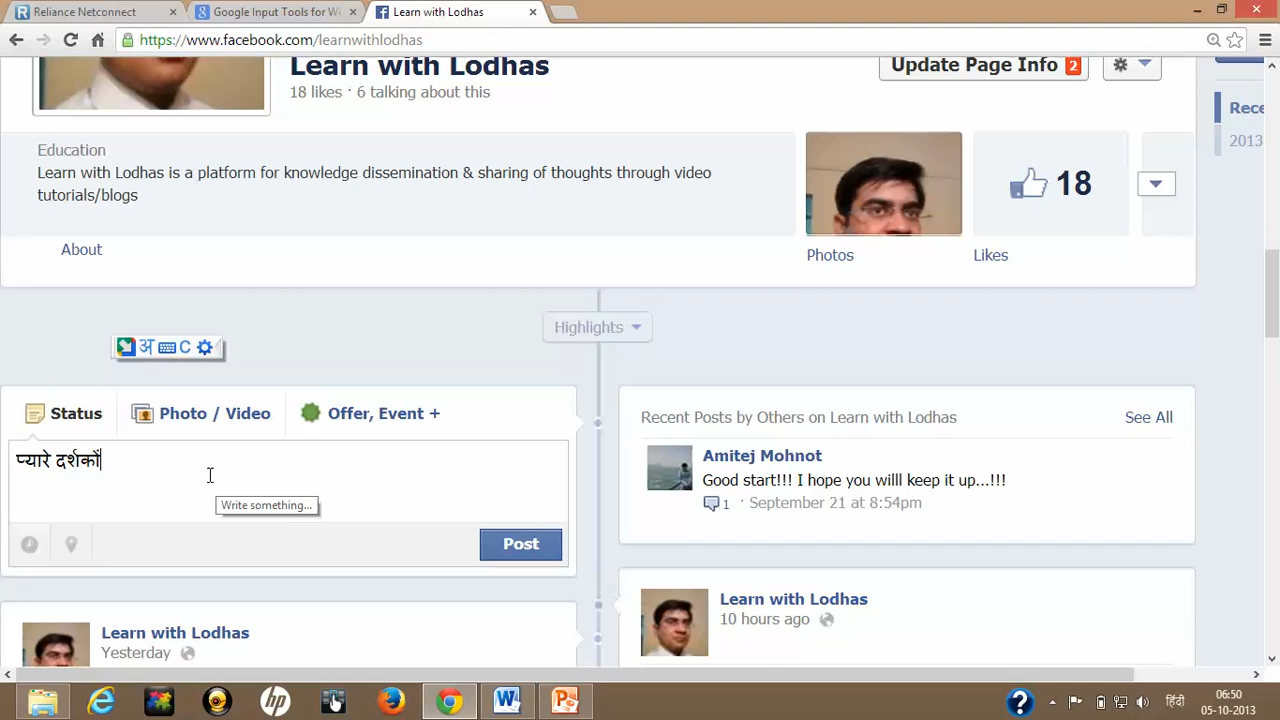 Reliance Netconnect
Google Input Tools for Wi
Learn with Lodhas
https://www.facebook.com/learnwithlodhas
Learn with Lodhas
18 likes · 6 talking about this
Update Page Info 2
Education
Learn with Lodhas is a platform for knowledge dissemination & sharing of thoughts through video
tutorials/blogs
About
18
Photos
Likes
Rece
2013
Highlights
अ
C
Status
Photo / Video
Offer, Event +
प्यारे दर्शकों
Write something...
Post
Recent Posts by Others on Learn with Lodhas
See All
Amitej Mohnot
Good start!!! I hope you willl keep it up...!!!
1 · September 21 at 8:54pm
Learn with Lodhas
Yesterday
Learn with Lodhas
10 hours ago
हिंदी
06:50
05-10-2013